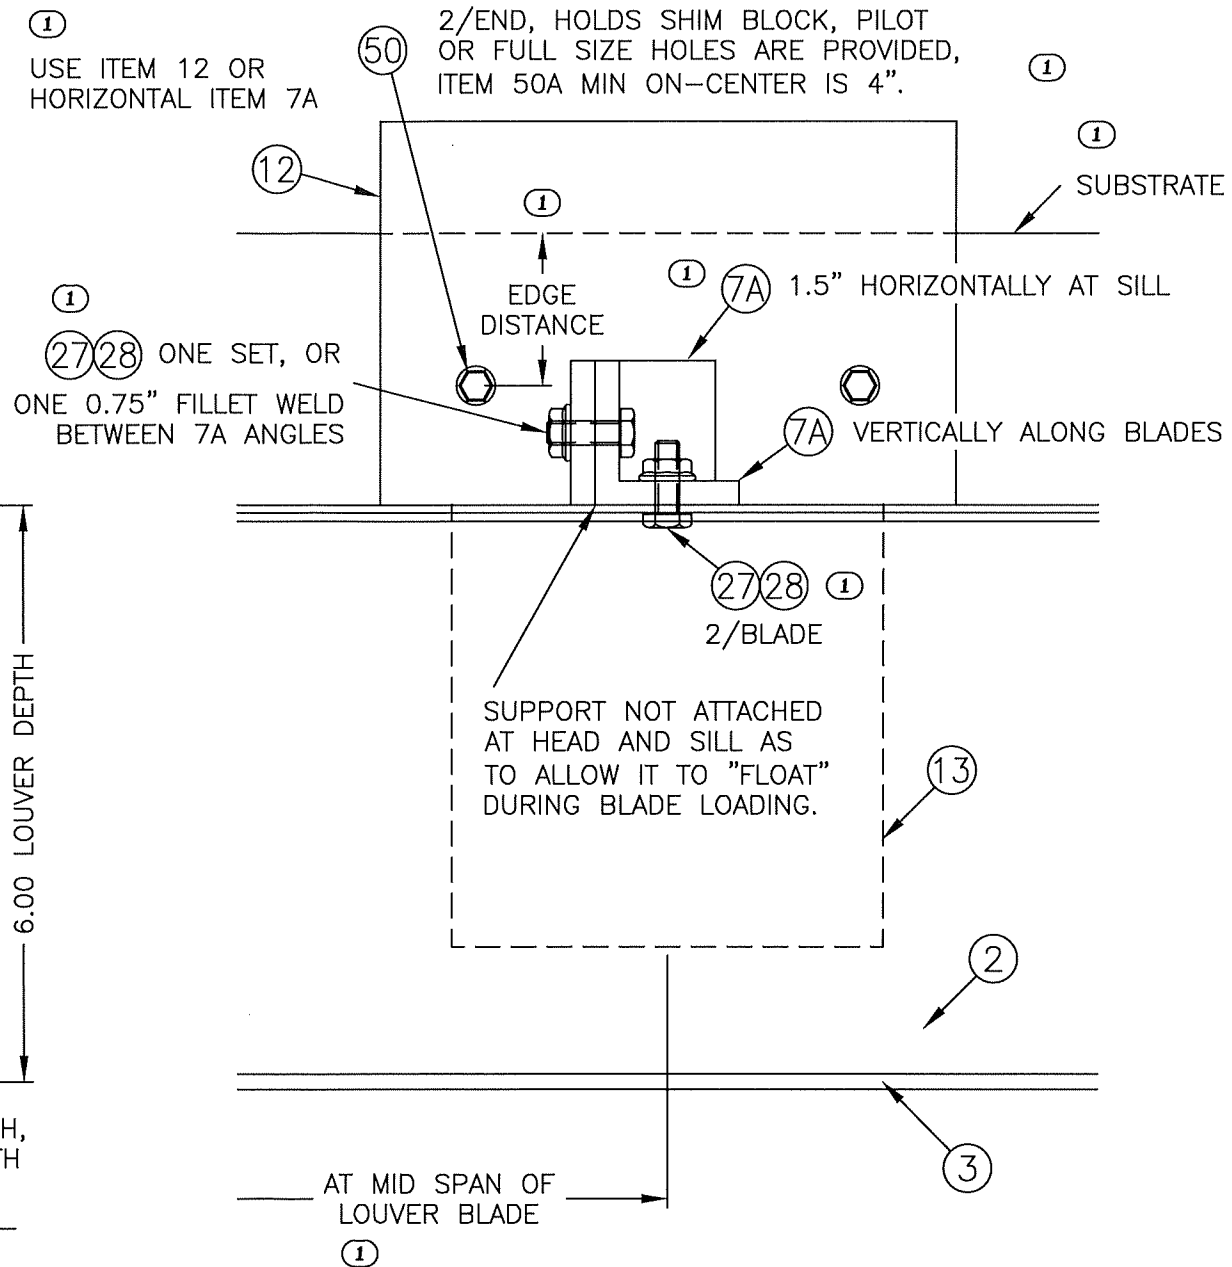 1
USE ITEM 12 OR
HORIZONTAL ITEM 7A
50
2/END, HOLDS SHIM BLOCK, PILOT
OR FULL SIZE HOLES ARE PROVIDED,
ITEM 50A MIN ON-CENTER IS 4".
1
1
SUBSTRATE
12
1
EDGE
DISTANCE
1
7A 1.5" HORIZONTALLY AT SILL
1
27 28 ONE SET, OR
ONE 0.75" FILLET WELD
BETWEEN 7A ANGLES
7A VERTICALLY ALONG BLADES
27 28 1
2/BLADE
SUPPORT NOT ATTACHED
AT HEAD AND SILL AS
TO ALLOW IT TO "FLOAT"
DURING BLADE LOADING.
6.00 LOUVER DEPTH
13
2
3
H,
TH
AT MID SPAN OF
LOUVER BLADE
1